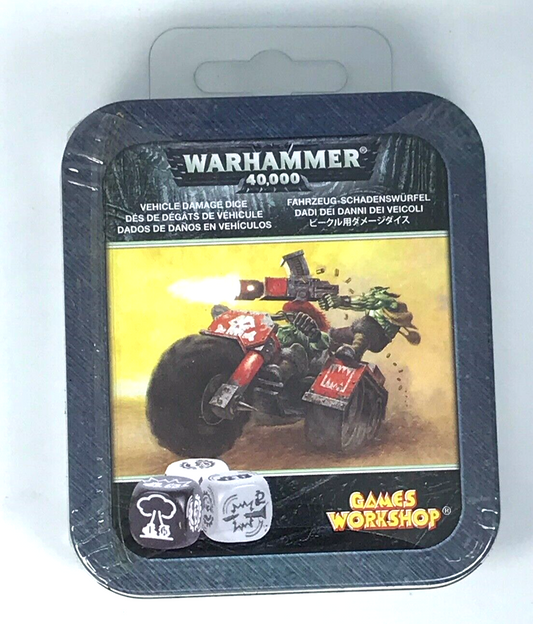 WARHAMMER®
40,000
VEHICLE DAMAGE DICE
DÉS DE DÉGÂTS DE VÉHICULE
DADOS DE DAÑOS EN VEHÍCULOS
FAHRZEUG-SCHADENSWÜRFEL
DADI DEI DANNI DEI VEICOLI
ビークル用ダメージダイス
GAMES
WORKSHOP®